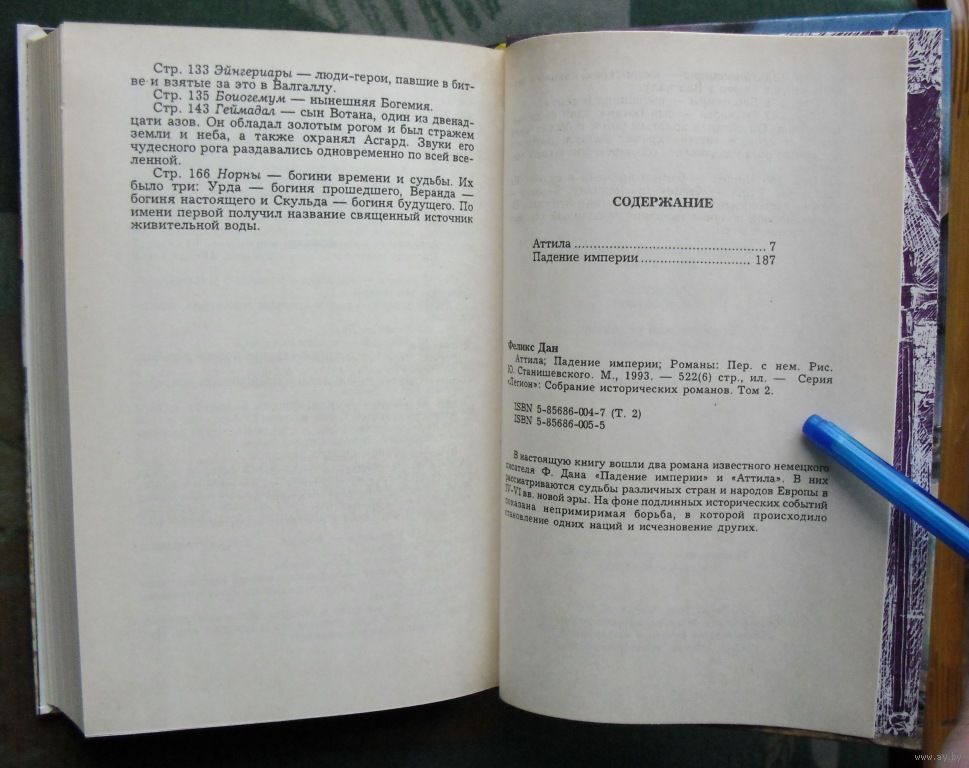 Стр. 133 Эйнгериары — люди-герои, павшие в бит-
ве и взятые за это в Валгаллу.
Стр. 135 Боиогемум — нынешняя Богемия.
Стр. 143 Геймадал — сын Вотана, один из двенад-
цати азов. Он обладал золотым рогом и был стражем
земли и неба, а также охранял Асгард. Звуки его
чудесного рога раздавались одновременно по всей все-
ленной.
Стр. 166 Норны — богини времени и судьбы. Их
было три: Урда — богиня прошедшего, Веранда —
богиня настоящего и Скульда — богиня будущего. По
имени первой получил название священный источник
живительной воды.
СОДЕРЖАНИЕ
Аттила ................................................ 7
Падение империи ........................... 187
Феликс Дан
Аттила; Падение империи; Романы: Пер. с нем. Рис.
Ю. Станишевского. М., 1993. — 522(6) стр., ил. — Серия
«Легион»: Собрание исторических романов. Том 2.
ISBN 5-85686-004-7 (Т. 2)
ISBN 5-85686-005-5
В настоящую книгу вошли два романа известного немецкого
писателя Ф. Дана «Падение империи» и «Аттила». В них
рассматриваются судьбы различных стран и народов Европы в
IV-VI вв. новой эры. На фоне подлинных исторических событий
показана непримиримая борьба, в которой происходило
становление одних наций и исчезновение других.
www.ay.by